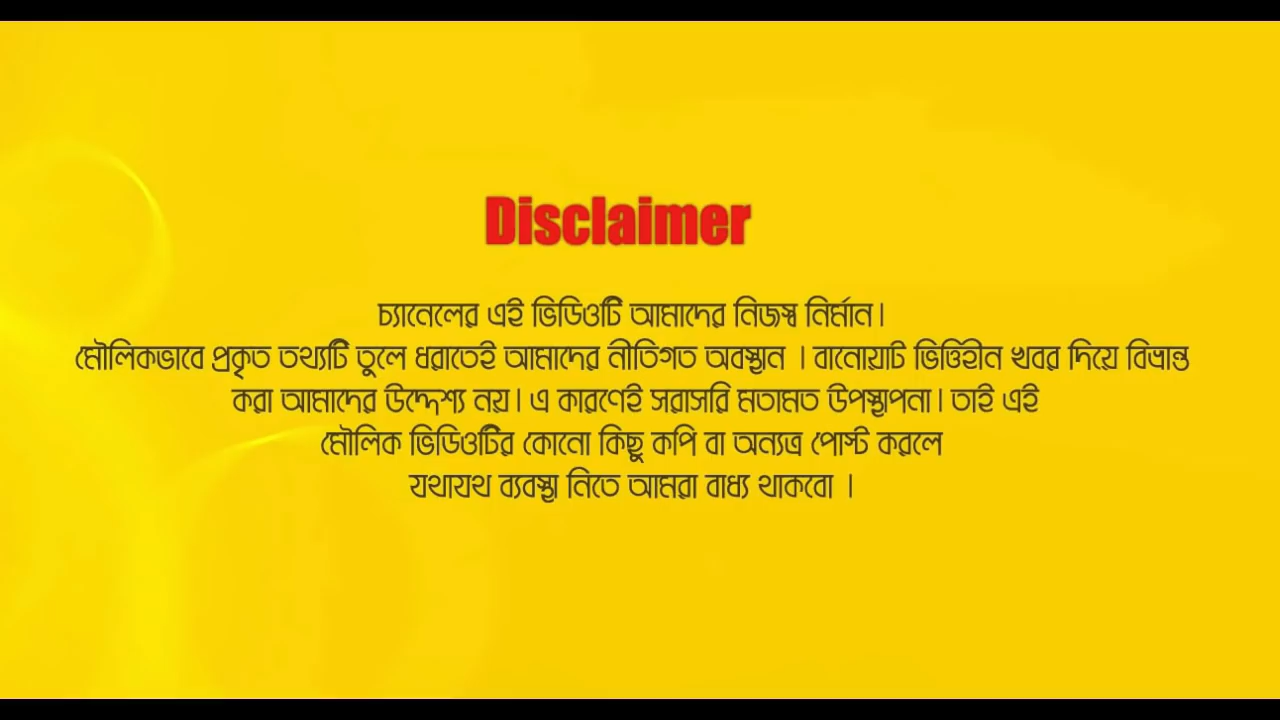 Disclaimer
চ্যানেলের এই ভিডিওটি আমাদের নিজস্ব নির্মান।
মৌলিকভাবে প্রকৃত তথ্যটি তুলে ধরাতেই আমাদের নীতিগত অবস্থান । বানোয়াট ভিত্তিহীন খবর দিয়ে বিভ্রান্ত
করা আমাদের উদ্দেশ্য নয়। এ কারণেই সরাসরি মতামত উপস্থাপনা। তাই এই
মৌলিক ভিডিওটির কোনো কিছু কপি বা অন্যত্র পোস্ট করলে
যথাযথ ব্যবস্থা নিতে আমরা বাধ্য থাকবো ।